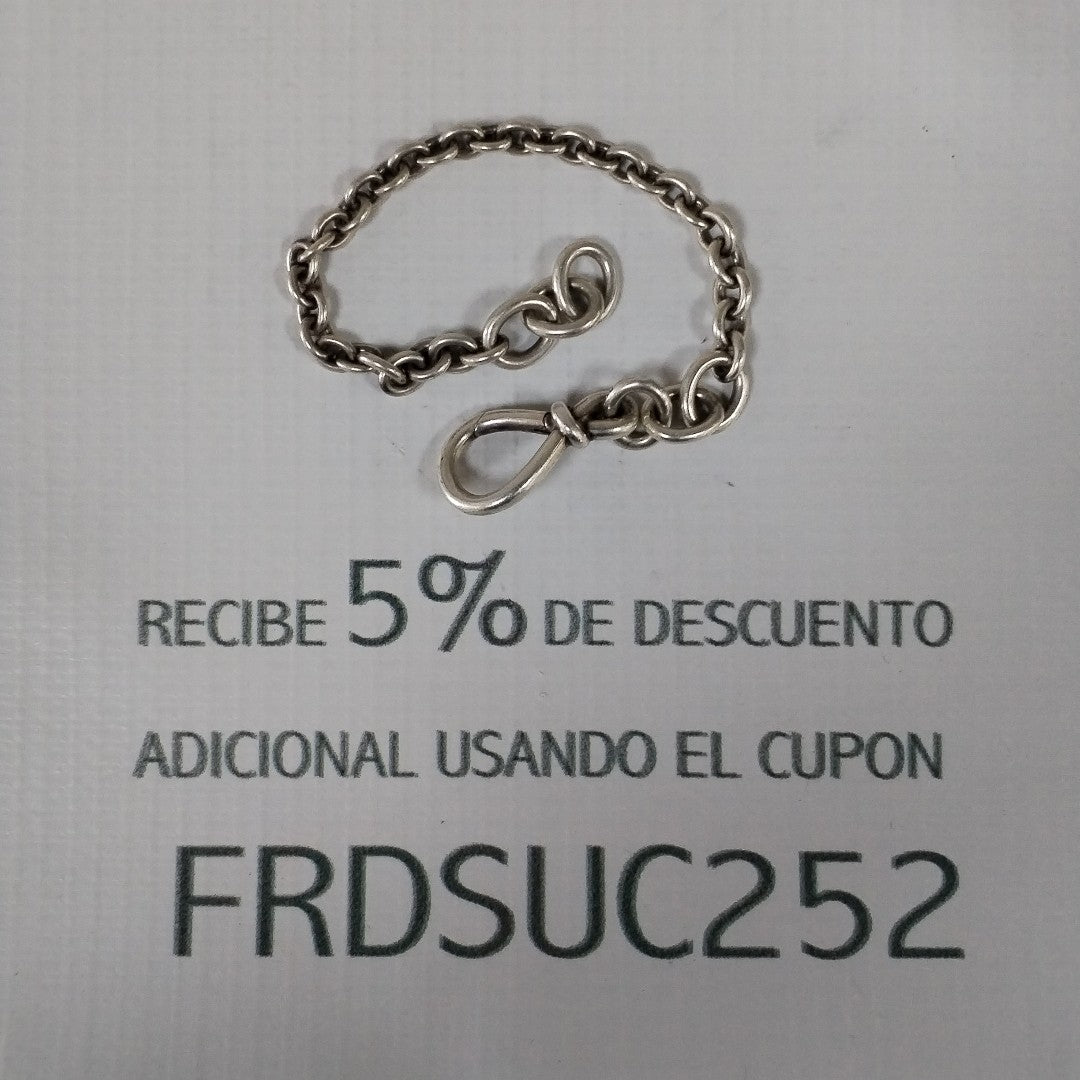 RECIBE 5% DE DESCUENTO
ADICIONAL USANDO EL CUPON
FRDSUC252